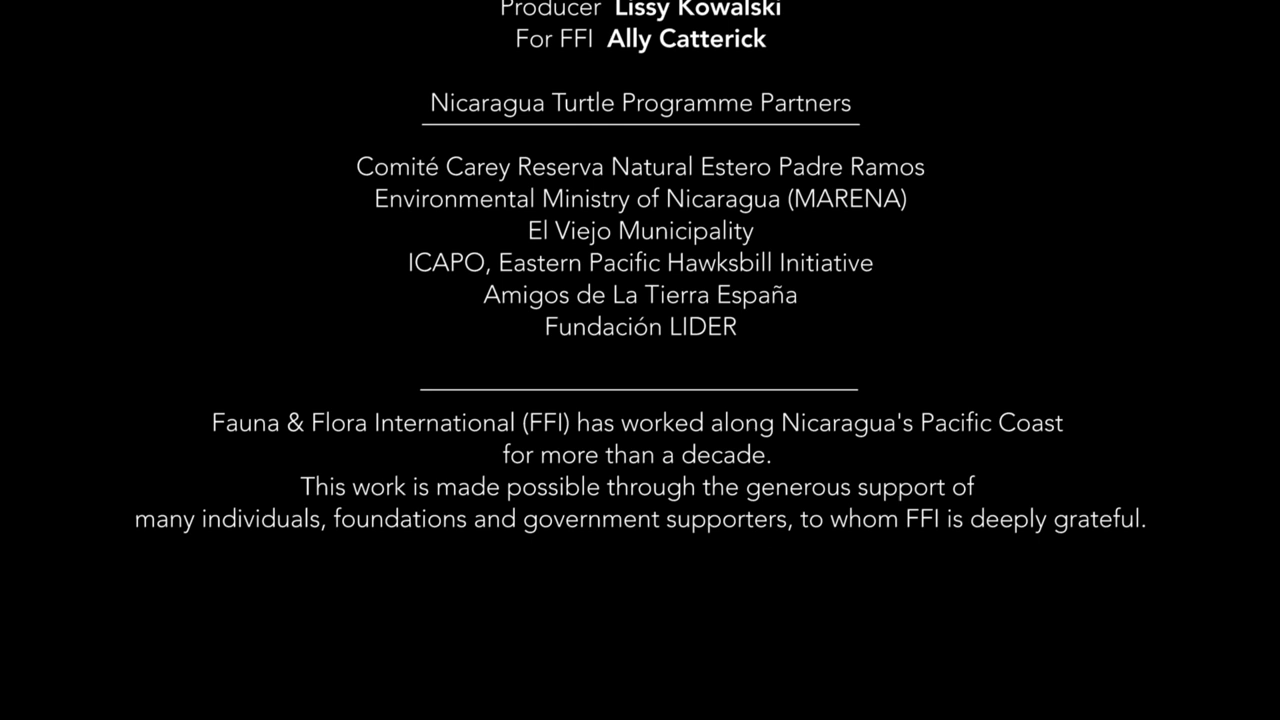 Producer Lissy Kowalski
For FFI Ally Catterick
Nicaragua Turtle Programme Partners
Comité Carey Reserva Natural Estero Padre Ramos
Environmental Ministry of Nicaragua (MARENA)
El Viejo Municipality
ICAPO, Eastern Pacific Hawksbill Initiative
Amigos de La Tierra España
Fundación LIDER
Fauna & Flora International (FFI) has worked along Nicaragua's Pacific Coast
for more than a decade.
This work is made possible through the generous support of
many individuals, foundations and government supporters, to whom FFI is deeply grateful.